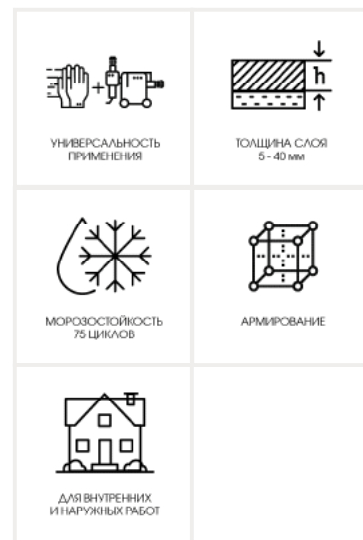 УНИВЕРСАЛЬНОСТЬ
ПРИМЕНЕНИЯ
h
ТОЛЩИНА СЛОЯ
5 - 40 мм
МОРОЗОСТОЙКОСТЬ
75 ЦИКЛОВ
АРМИРОВАНИЕ
ДЛЯ ВНУТРЕННИХ
И НАРУЖНЫХ РАБОТ